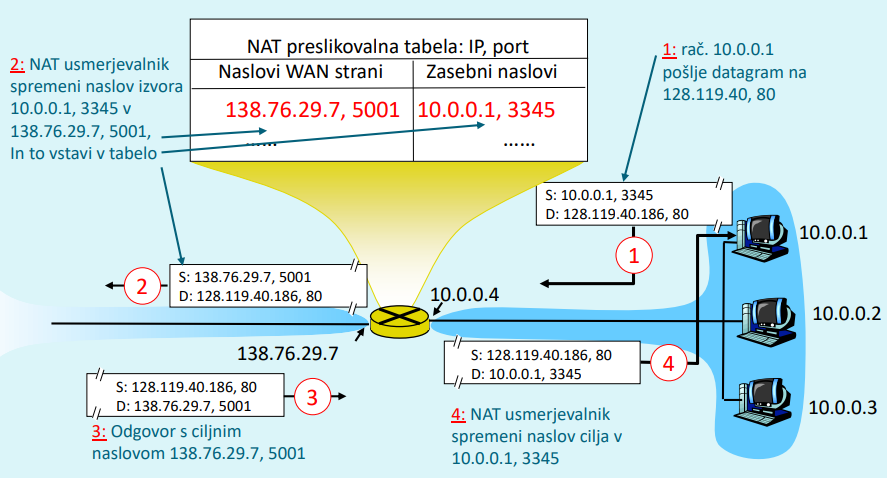 NAT preslikovalna tabela: IP, port
Naslovi WAN strani Zasebni naslovi
138.76.29.7, 5001 10.0.0.1, 3345
...... ......
2: NAT usmerjevalnik
spremeni naslov izvora
10.0.0.1, 3345 v
138.76.29.7, 5001,
In to vstavi v tabelo
1: rač. 10.0.0.1
pošlje datagram na
128.119.40, 80
S: 10.0.0.1, 3345
D: 128.119.40.186, 80
1
10.0.0.1
S: 138.76.29.7, 5001
D: 128.119.40.186, 80
2
10.0.0.4
10.0.0.2
138.76.29.7
S: 128.119.40.186, 80
D: 10.0.0.1, 3345
4
S: 128.119.40.186, 80
D: 138.76.29.7, 5001
3
10.0.0.3
3: Odgovor s ciljnim
naslovom 138.76.29.7, 5001
4: NAT usmerjevalnik
spremeni naslov cilja v
10.0.0.1, 3345